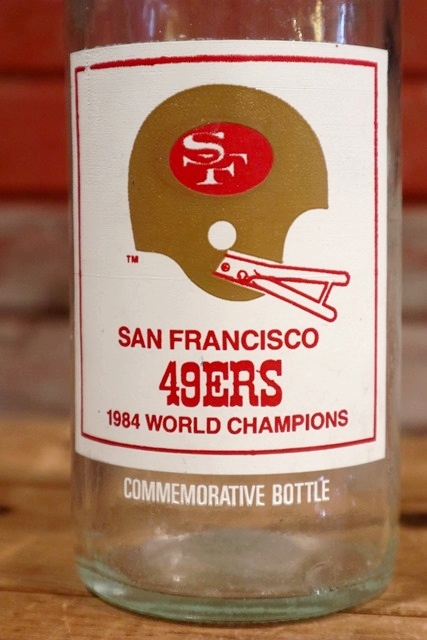 SF
TM
SAN FRANCISCO
49ERS
1984 WORLD CHAMPIONS
COMMEMORATIVE BOTTLE